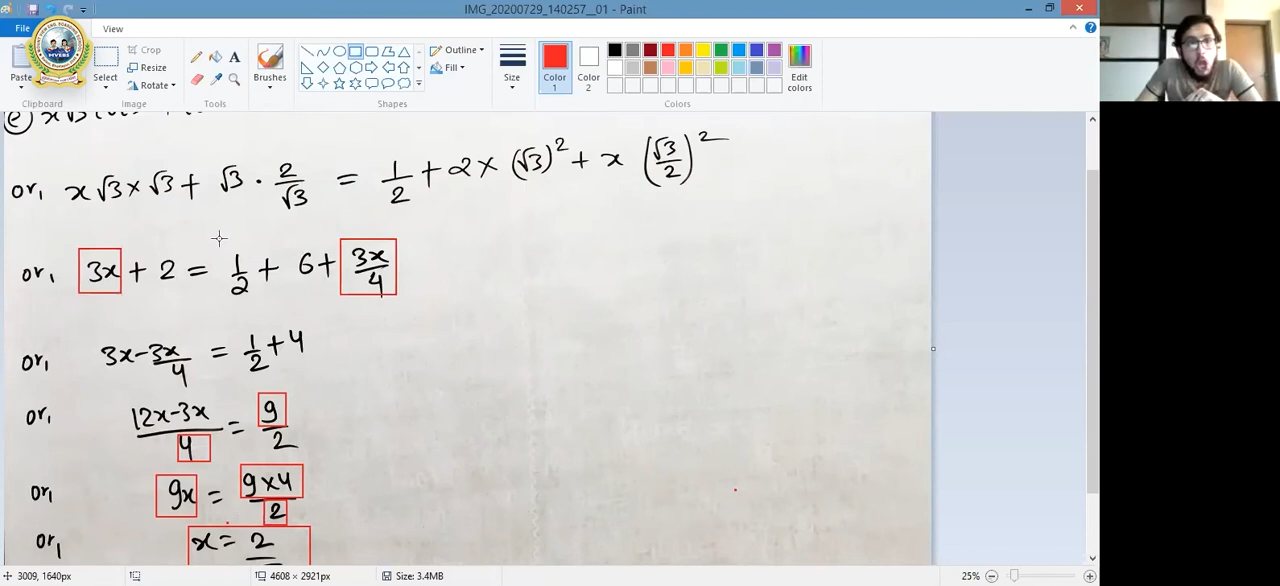 IMG_20200729_140257__01 - Paint
File
View
Paste
Select
Crop
Resize
Rotate
A
Brushes
Outline
Fill
Size
Color 1
Color 2
Edit colors
Clipboard
Image
Tools
Shapes
Colors
or, x√3×√3 + √3 · 2/√3 = 1/2 + 2×(√3)² + x (√3/2)²
or, 3x + 2 = 1/2 + 6 + 3x/4
or, 3x - 3x/4 = 1/2 + 4
or, 12x-3x/4 = 9/2
or, 9x = 9×4/2
or, x = 2
3009, 1640px
4608 × 2901px
Size: 3.4MB
25%